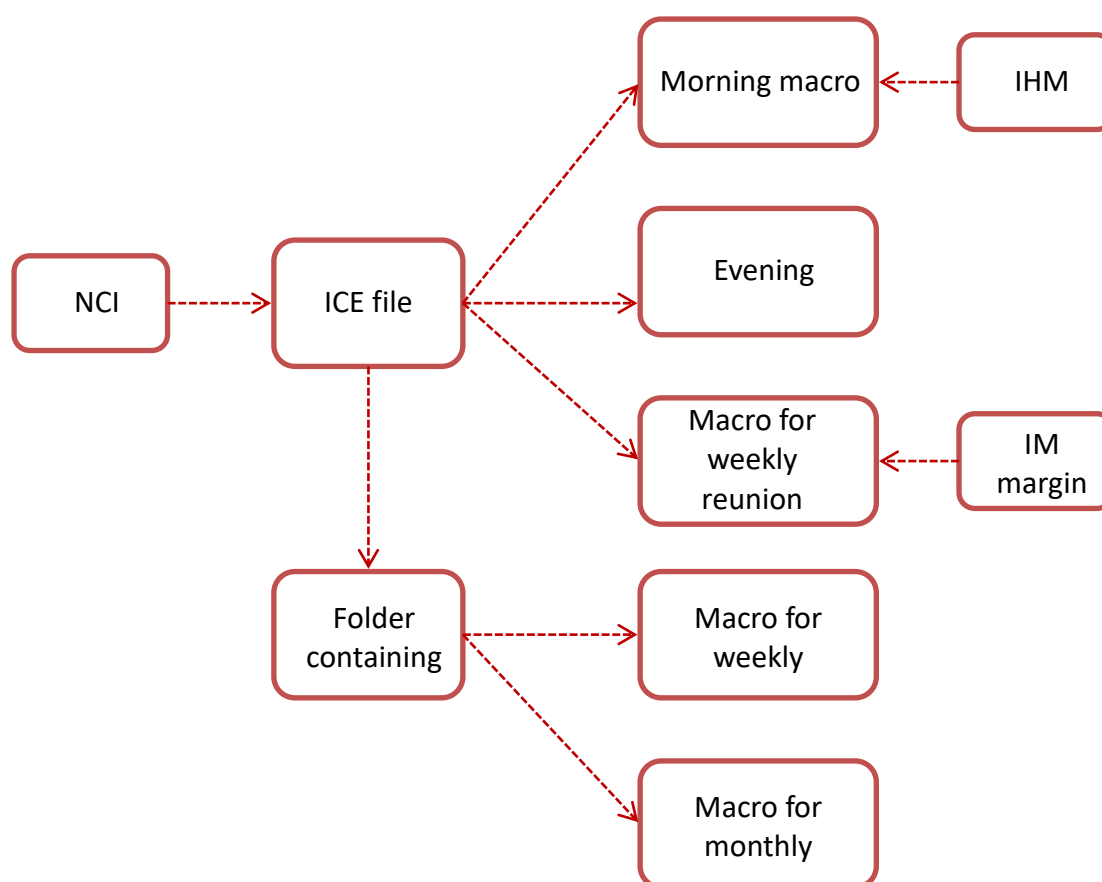 Morning macro
IHM
Evening
NCI
ICE file
Macro for
weekly
reunion
IM
margin
Folder
containing
Macro for
weekly
Macro for
monthly